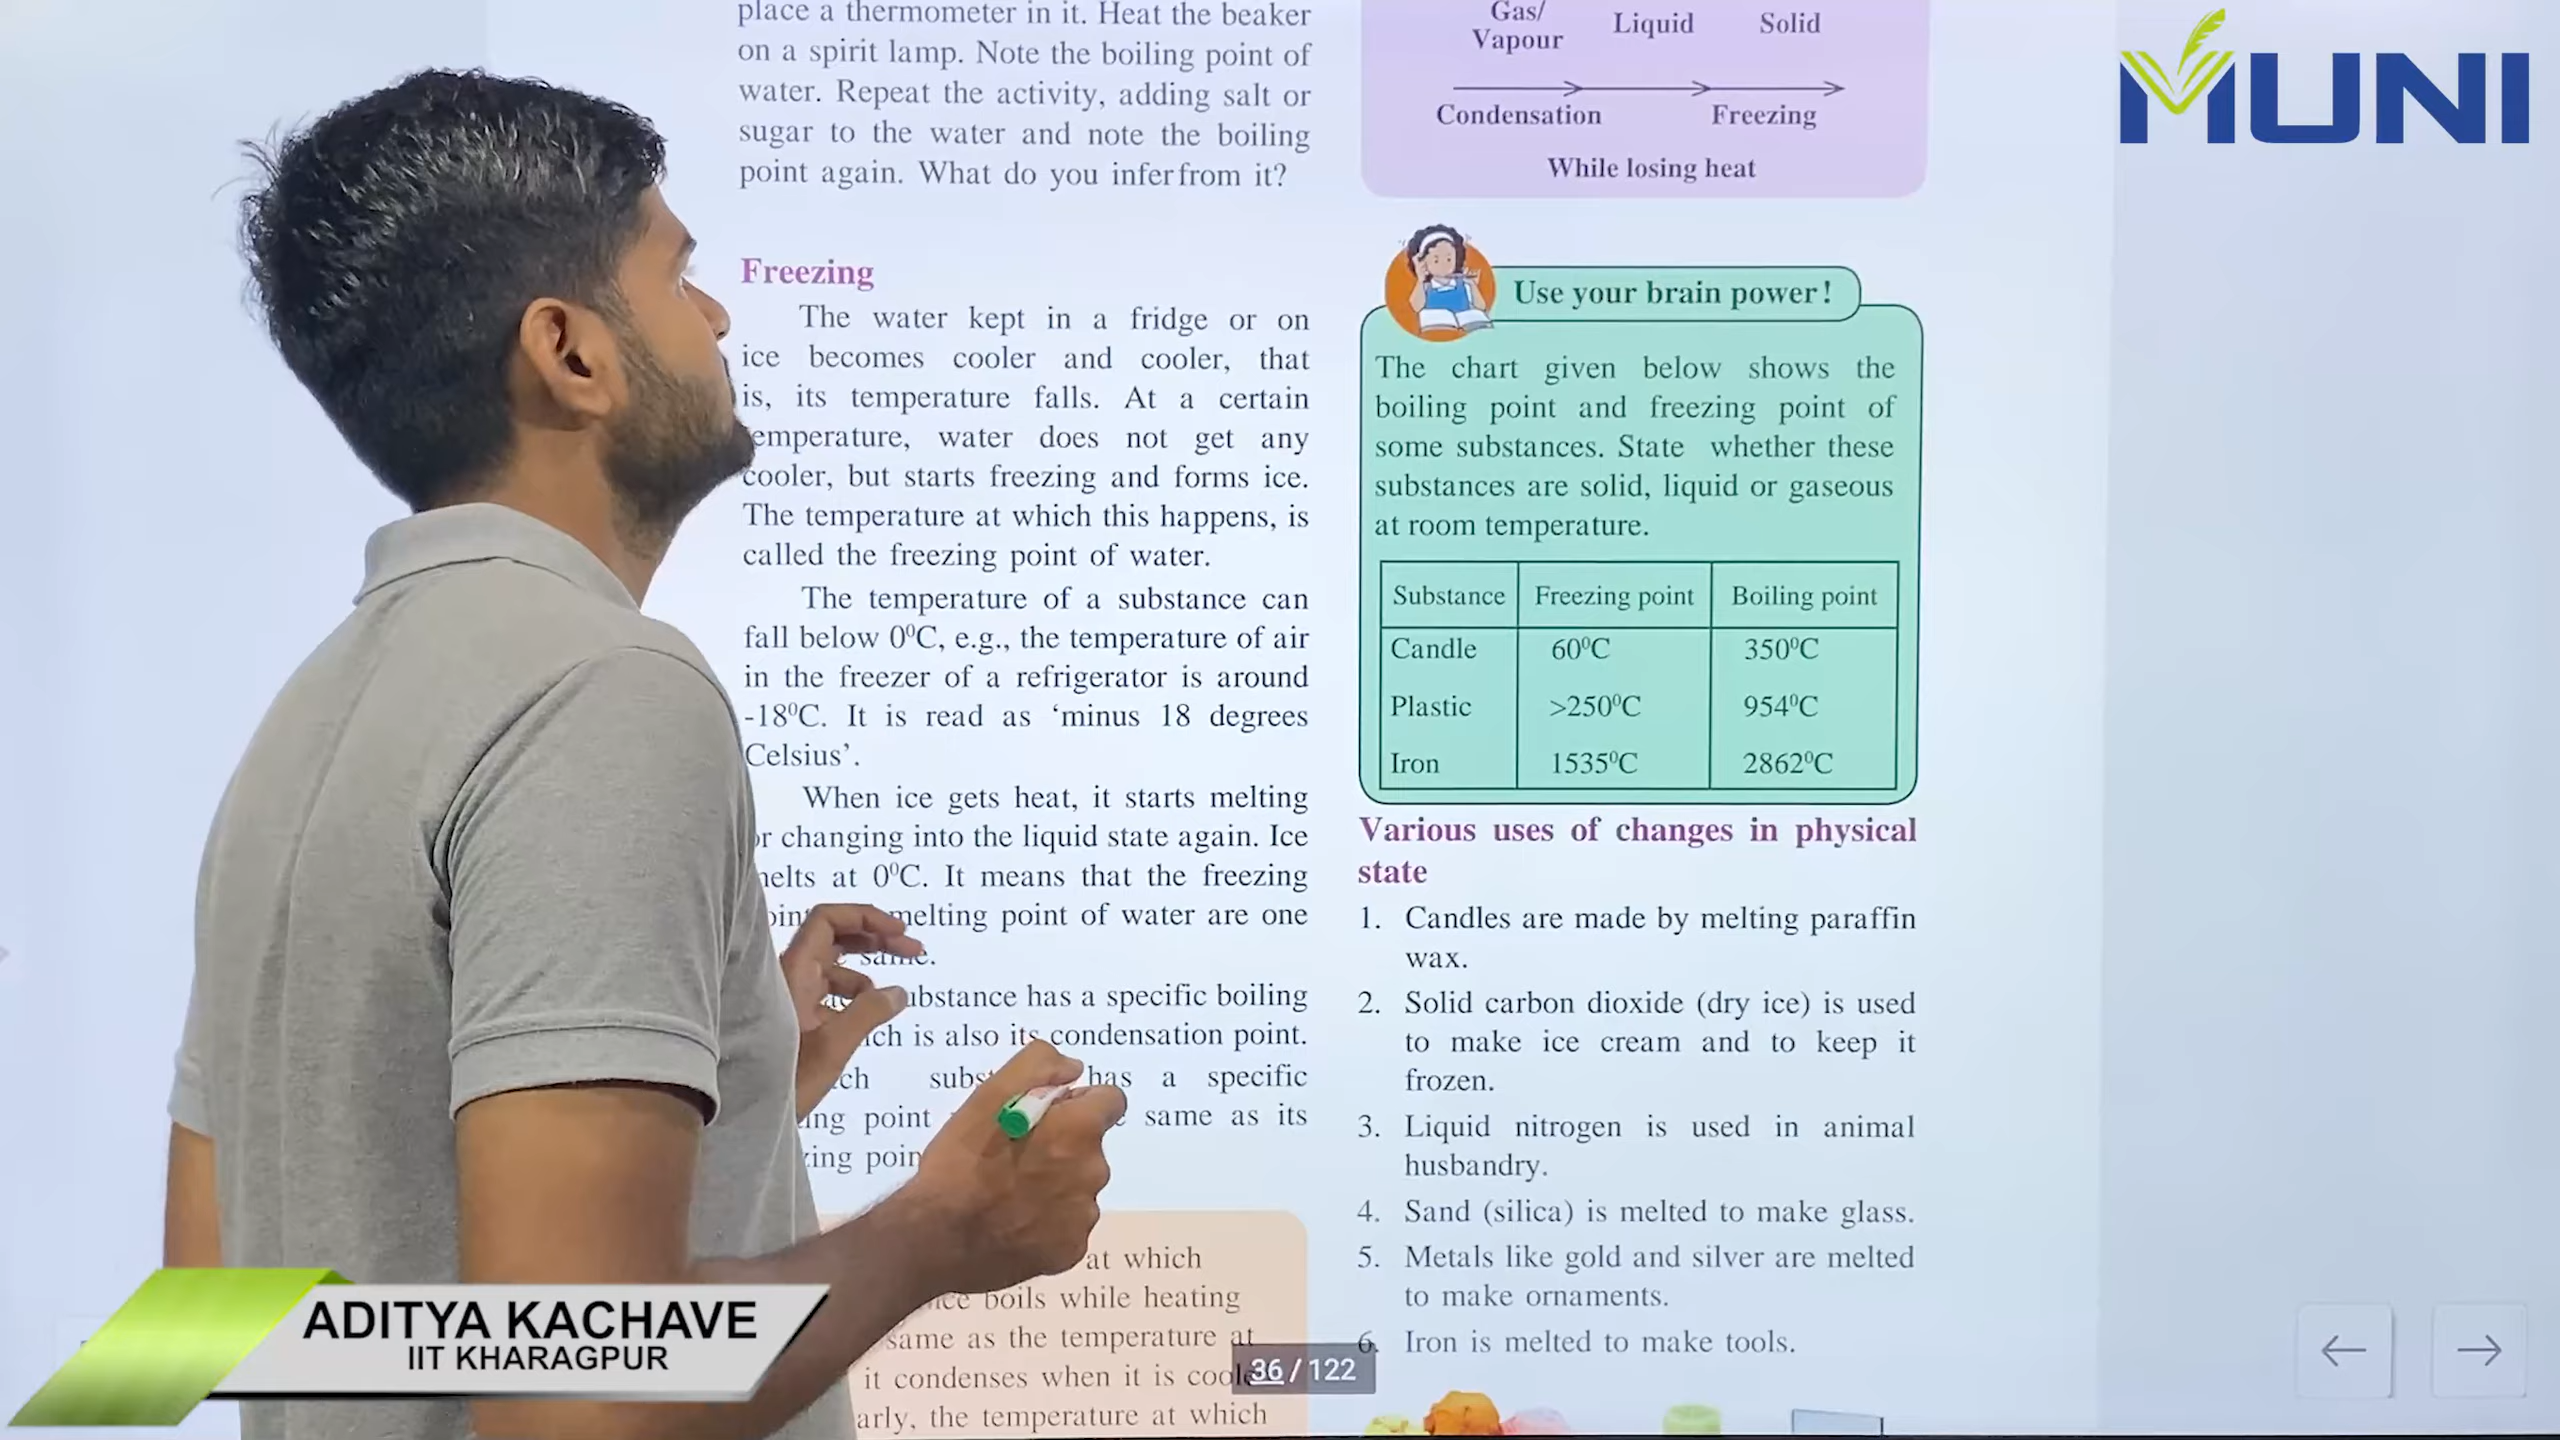 place a thermometer in it. Heat the beaker
on a spirit lamp. Note the boiling point of
water. Repeat the activity, adding salt or
sugar to the water and note the boiling
point again. What do you infer from it?
Freezing
The water kept in a fridge or on
ice becomes cooler and cooler, that
is, its temperature falls. At a certain
emperature, water does not get any
cooler, but starts freezing and forms ice.
The temperature at which this happens, is
called the freezing point of water.
The temperature of a substance can
fall below 0⁰C, e.g., the temperature of air
in the freezer of a refrigerator is around
-18⁰C. It is read as ‘minus 18 degrees
Celsius’.
When ice gets heat, it starts melting
or changing into the liquid state again. Ice
melts at 0⁰C. It means that the freezing
melting point of water are one
same.
substance has a specific boiling
is also its condensation point.
has a specific
point same as its
at which
boils while heating
same as the temperature at
it condenses when it is
the temperature at which
Gas/
Vapour
Liquid
Solid
Condensation
Freezing
While losing heat
Use your brain power!
The chart given below shows the
boiling point and freezing point of
some substances. State whether these
substances are solid, liquid or gaseous
at room temperature.
Substance Freezing point Boiling point
Candle 60⁰C 350⁰C
Plastic >250⁰C 954⁰C
Iron 1535⁰C 2862⁰C
Various uses of changes in physical
state
1. Candles are made by melting paraffin
wax.
2. Solid carbon dioxide (dry ice) is used
to make ice cream and to keep it
frozen.
3. Liquid nitrogen is used in animal
husbandry.
4. Sand (silica) is melted to make glass.
5. Metals like gold and silver are melted
to make ornaments.
6. Iron is melted to make tools.
36 / 122
MUNI
ADITYA KACHAVE
IIT KHARAGPUR